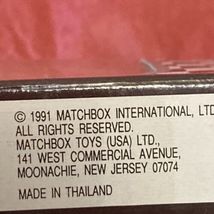 © 1991 MATCHBOX INTERNATIONAL, LTD
ALL RIGHTS RESERVED.
MATCHBOX TOYS (USA) LTD.,
141 WEST COMMERCIAL AVENUE,
MOONACHIE, NEW JERSEY 07074
MADE IN THAILAND